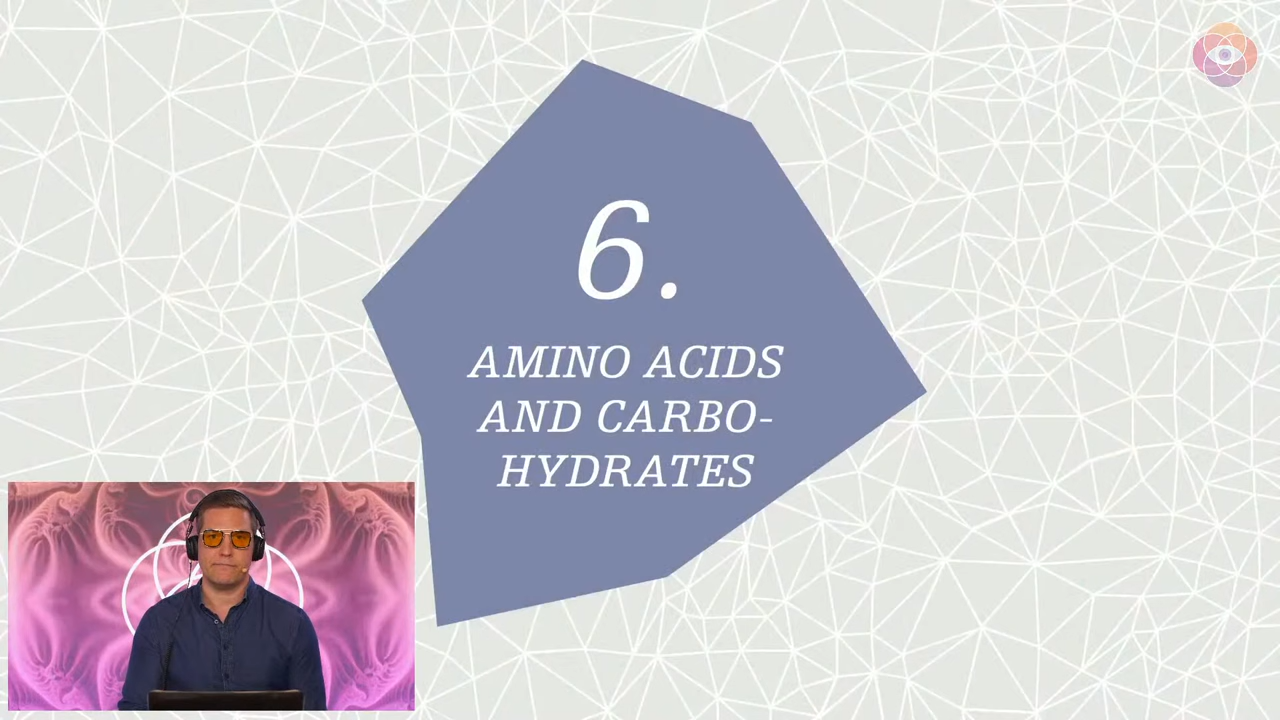 6.
AMINO ACIDS
AND CARBO-
HYDRATES